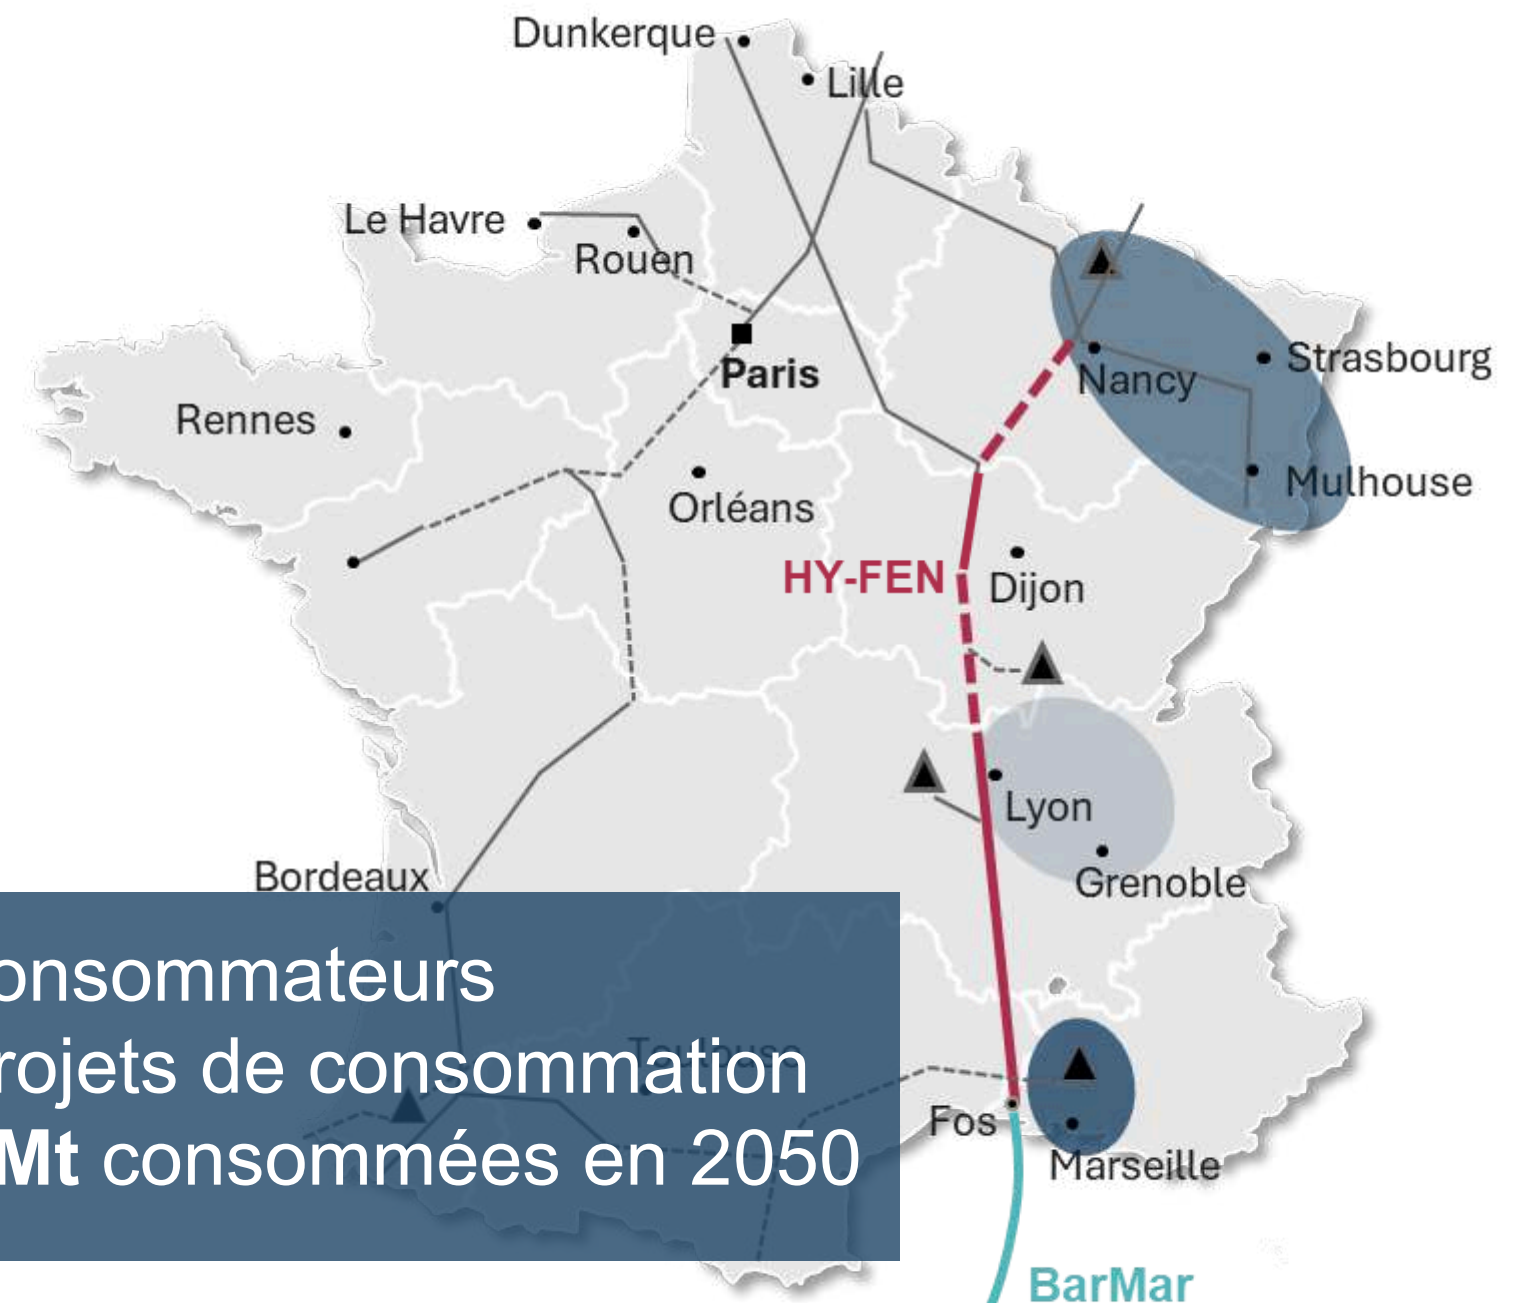 Dunkerque
Lille
Le Havre
Rouen
Paris
Strasbourg
Nancy
Rennes
Mulhouse
Orléans
HY-FEN
Dijon
Lyon
Bordeaux
Grenoble
onsommateurs
Toulouse
rojets de consommation
Fos
Mt consommées en 2050
Marseille
BarMar